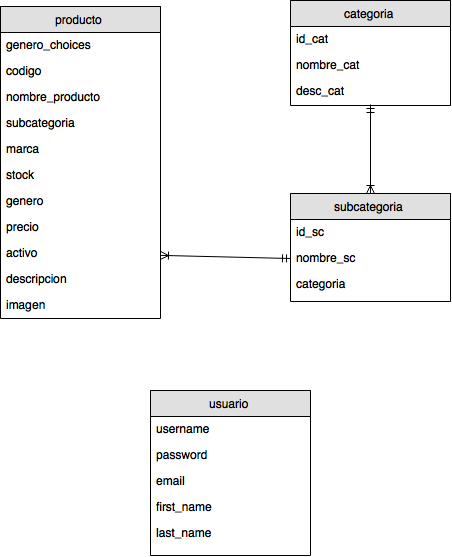 producto
genero_choices
codigo
nombre_producto
subcategoria
marca
stock
genero
precio
activo
descripcion
imagen
categoria
id_cat
nombre_cat
desc_cat
subcategoria
id_sc
nombre_sc
categoria
usuario
username
password
email
first_name
last_name